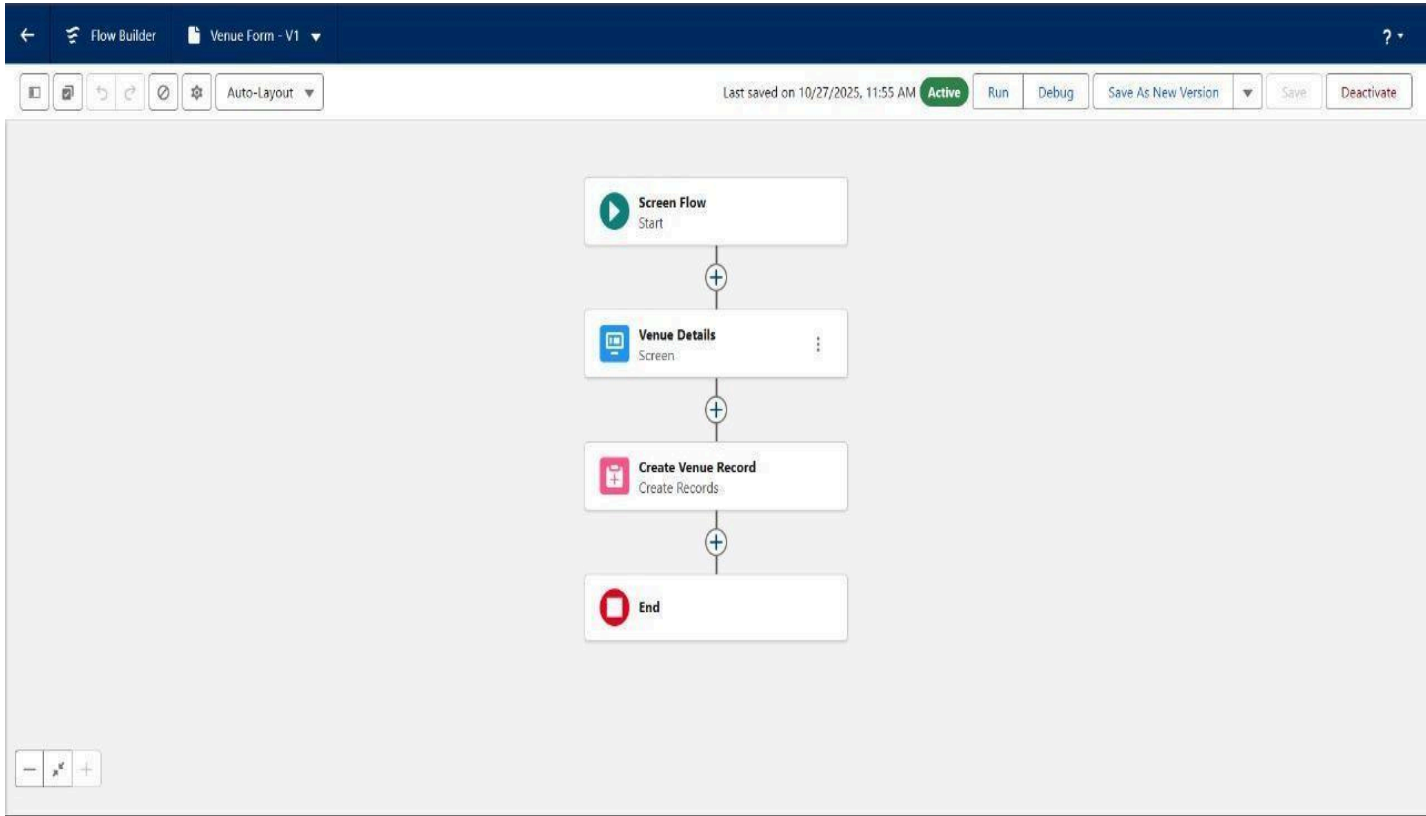 Flow Builder
Venue Form - V1
?
Auto-Layout
Last saved on 10/27/2025, 11:55 AM
Active
Run
Debug
Save As New Version
Save
Deactivate
Screen Flow
Start
Venue Details
Screen
Create Venue Record
Create Records
End